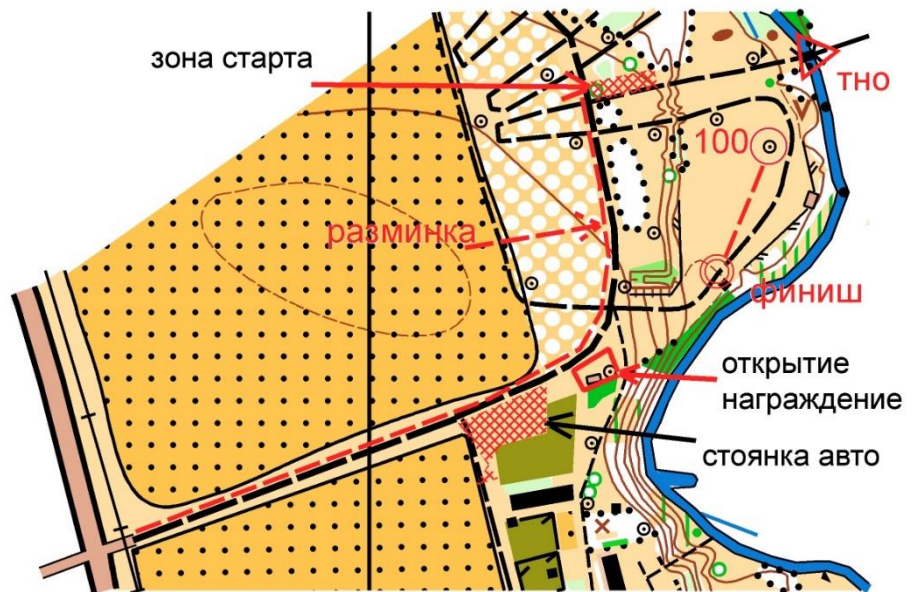 зона старта
тно
100
разминка
финиш
открытие
награждение
стоянка авто